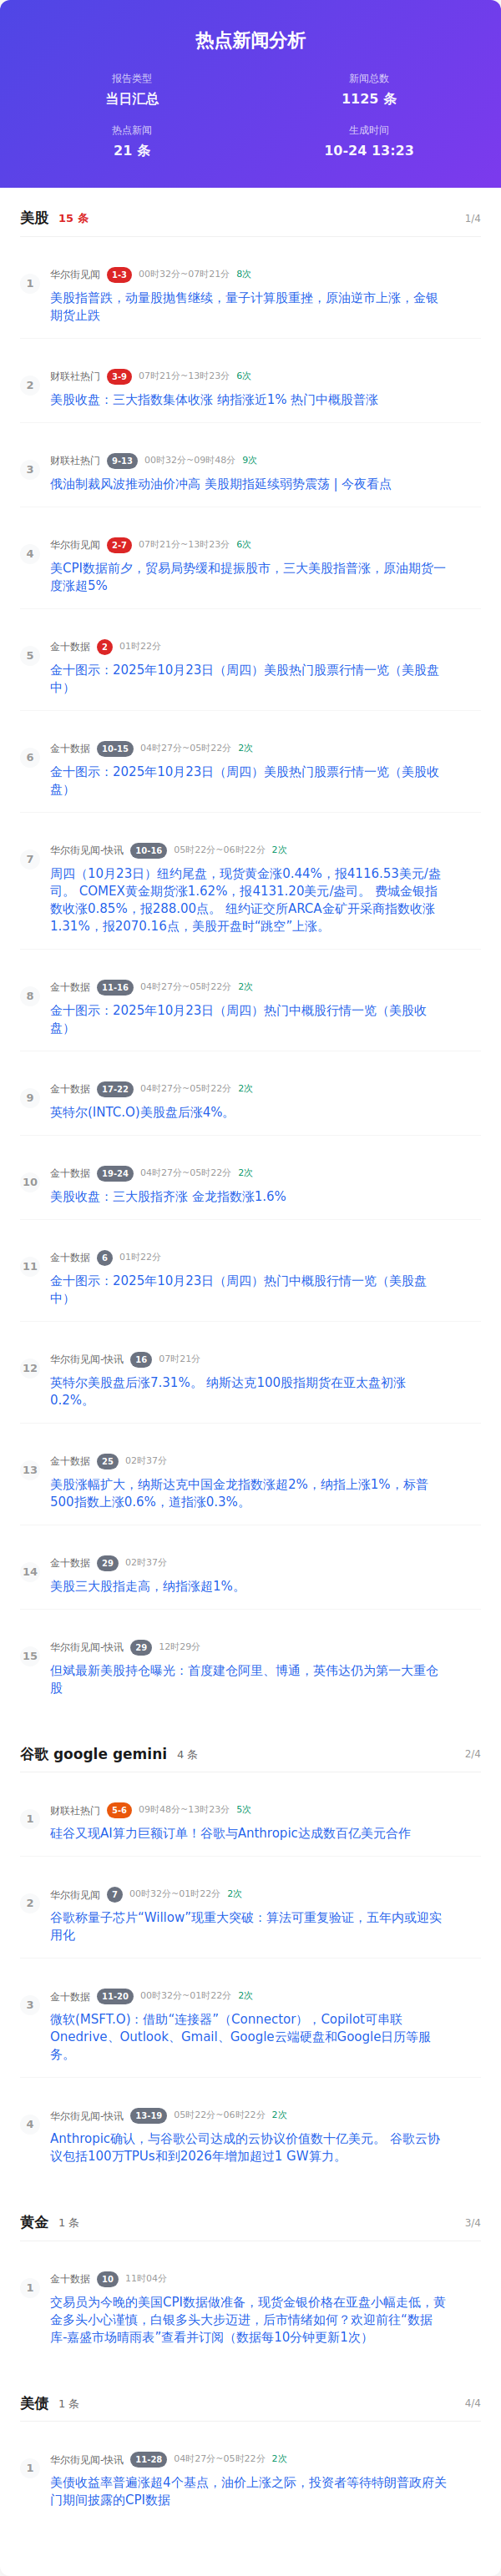 热点新闻分析
报告类型
新闻总数
当日汇总
1125 条
热点新闻
生成时间
21 条
10-24 13:23
美股 15 条 1/4
1
华尔街见闻 1-3 00时32分~07时21分 8次
美股指普跌，动量股抛售继续，量子计算股重挫，原油逆市上涨，金银
期货止跌
2
财联社热门 3-9 07时21分~13时23分 6次
美股收盘：三大指数集体收涨 纳指涨近1% 热门中概股普涨
3
财联社热门 9-13 00时32分~09时48分 9次
俄油制裁风波推动油价冲高 美股期指延续弱势震荡 | 今夜看点
4
华尔街见闻 2-7 07时21分~13时23分 6次
美CPI数据前夕，贸易局势缓和提振股市，三大美股指普涨，原油期货一
度涨超5%
5
金十数据 2 01时22分
金十图示：2025年10月23日（周四）美股热门股票行情一览（美股盘
中）
6
金十数据 10-15 04时27分~05时22分 2次
金十图示：2025年10月23日（周四）美股热门股票行情一览（美股收
盘）
7
华尔街见闻-快讯 10-16 05时22分~06时22分 2次
周四（10月23日）纽约尾盘，现货黄金涨0.44%，报4116.53美元/盎
司。 COMEX黄金期货涨1.62%，报4131.20美元/盎司。 费城金银指
数收涨0.85%，报288.00点。 纽约证交所ARCA金矿开采商指数收涨
1.31%，报2070.16点，美股开盘时“跳空”上涨。
8
金十数据 11-16 04时27分~05时22分 2次
金十图示：2025年10月23日（周四）热门中概股行情一览（美股收
盘）
9
金十数据 17-22 04时27分~05时22分 2次
英特尔(INTC.O)美股盘后涨4%。
10
金十数据 19-24 04时27分~05时22分 2次
美股收盘：三大股指齐涨 金龙指数涨1.6%
11
金十数据 6 01时22分
金十图示：2025年10月23日（周四）热门中概股行情一览（美股盘
中）
12
华尔街见闻-快讯 16 07时21分
英特尔美股盘后涨7.31%。 纳斯达克100股指期货在亚太盘初涨
0.2%。
13
金十数据 25 02时37分
美股涨幅扩大，纳斯达克中国金龙指数涨超2%，纳指上涨1%，标普
500指数上涨0.6%，道指涨0.3%。
14
金十数据 29 02时37分
美股三大股指走高，纳指涨超1%。
15
华尔街见闻-快讯 29 12时29分
但斌最新美股持仓曝光：首度建仓阿里、博通，英伟达仍为第一大重仓
股
谷歌 google gemini 4 条 2/4
1
财联社热门 5-6 09时48分~13时23分 5次
硅谷又现AI算力巨额订单！谷歌与Anthropic达成数百亿美元合作
2
华尔街见闻 7 00时32分~01时22分 2次
谷歌称量子芯片“Willow”现重大突破：算法可重复验证，五年内或迎实
用化
3
金十数据 11-20 00时32分~01时22分 2次
微软(MSFT.O)：借助“连接器”（Connector），Copilot可串联
Onedrive、Outlook、Gmail、Google云端硬盘和Google日历等服
务。
4
华尔街见闻-快讯 13-19 05时22分~06时22分 2次
Anthropic确认，与谷歌公司达成的云协议价值数十亿美元。 谷歌云协
议包括100万TPUs和到2026年增加超过1 GW算力。
黄金 1 条 3/4
1
金十数据 10 11时04分
交易员为今晚的美国CPI数据做准备，现货金银价格在亚盘小幅走低，黄
金多头小心谨慎，白银多头大步迈进，后市情绪如何？欢迎前往“数据
库-嘉盛市场晴雨表”查看并订阅（数据每10分钟更新1次）
美债 1 条 4/4
1
华尔街见闻-快讯 11-28 04时27分~05时22分 2次
美债收益率普遍涨超4个基点，油价上涨之际，投资者等待特朗普政府关
门期间披露的CPI数据